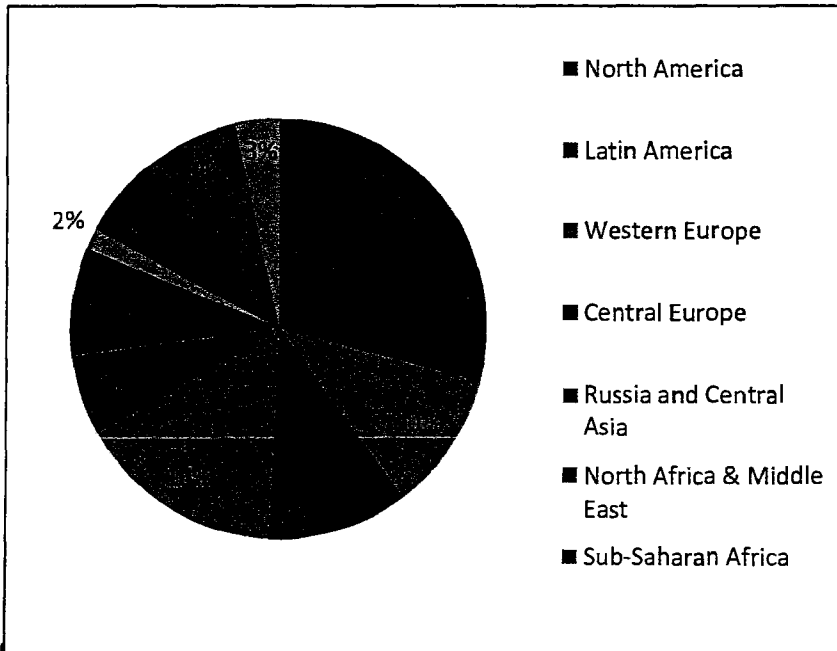 3%
2%
North America
Latin America
Western Europe
Central Europe
Russia and Central
Asia
North Africa & Middle
East
Sub-Saharan Africa